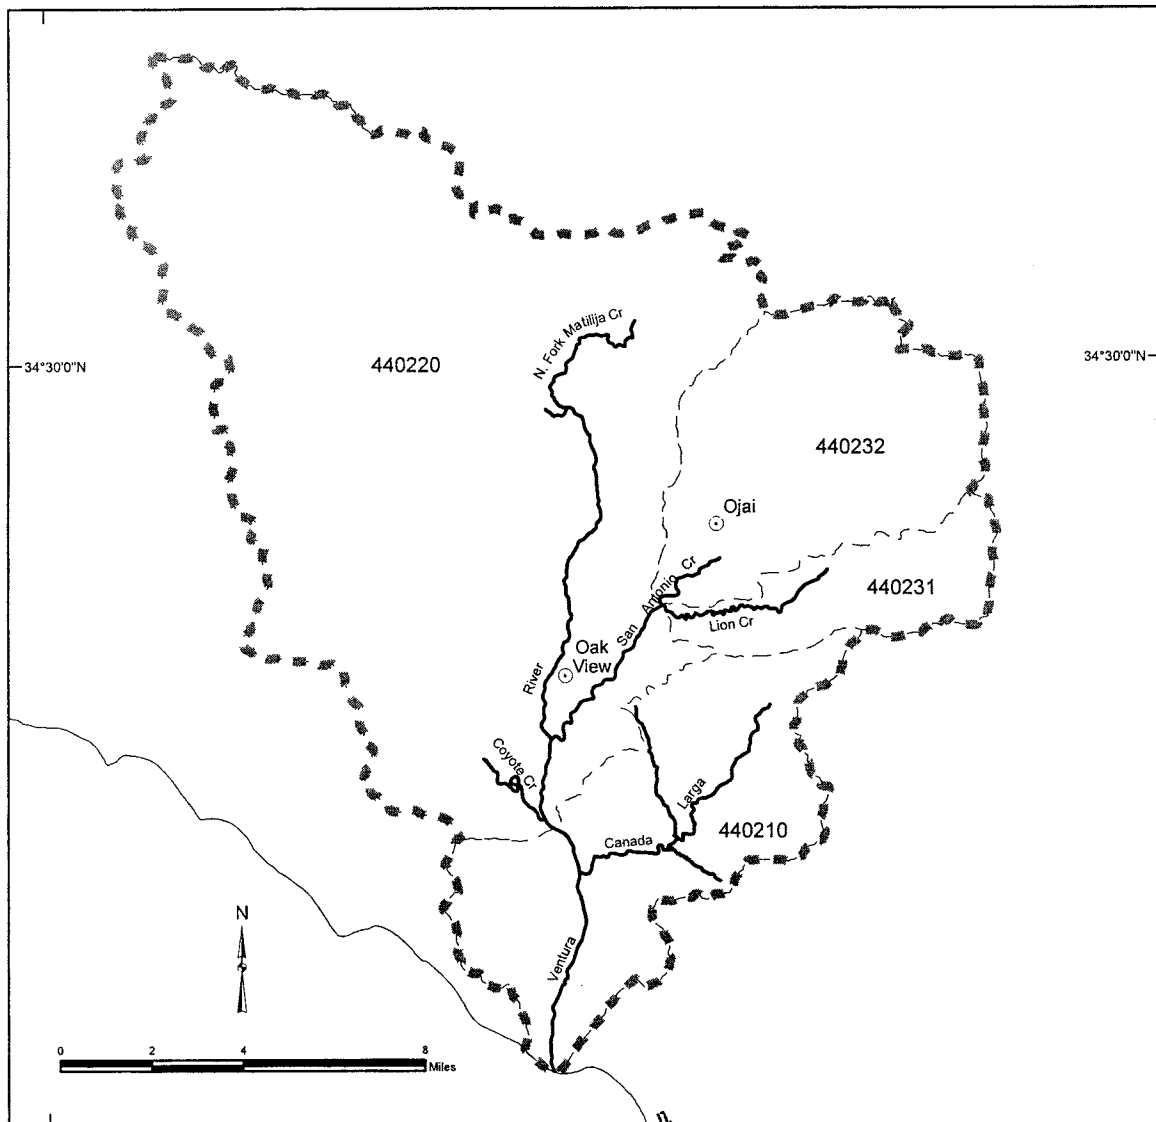 N. Fork Matilija Cr
34°30'0"N
440220
34°30'0"N
440232
Ojai
San Antonio Cr
440231
Lion Cr
Oak
View
River
Coyote Cr
Larga
440210
Canada
N
Ventura
0 2 4 8
Miles